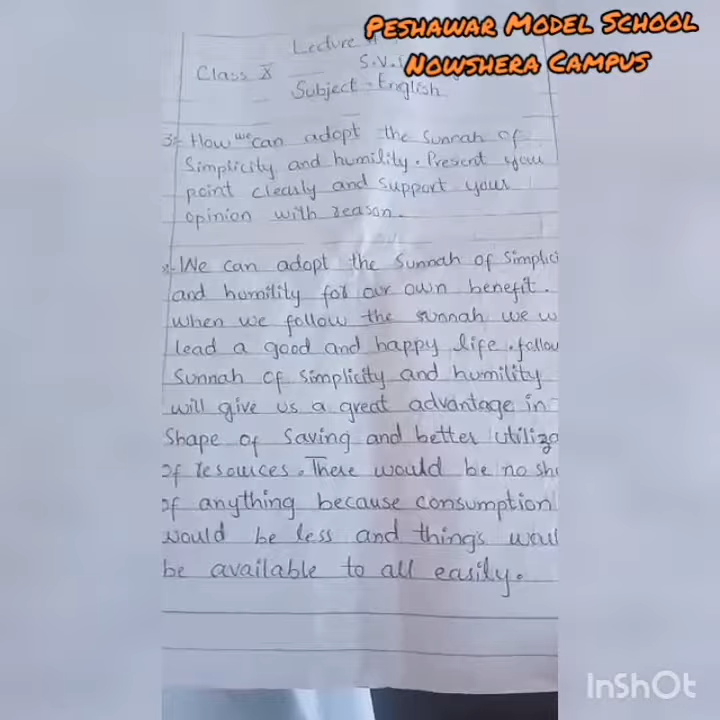 PESHAWAR MODEL SCHOOL
NOWSHERA CAMPUS
Lecture
Class X
S.V.
Subject - English
3:- How we can adopt the Sunnah of
Simplicity and humility. Present you
point clearly and support your
opinion with reason.
We can adopt the Sunnah of Simplici
and humility for our own benefit.
When we follow the sunnah we w
lead a good and happy life. follow
Sunnah of simplicity and humility
will give us a great advantage in
Shape of Saving and better utiliza
of resources. There would be no sh
of anything because consumption
would be less and things woul
be available to all easily.
InShOt